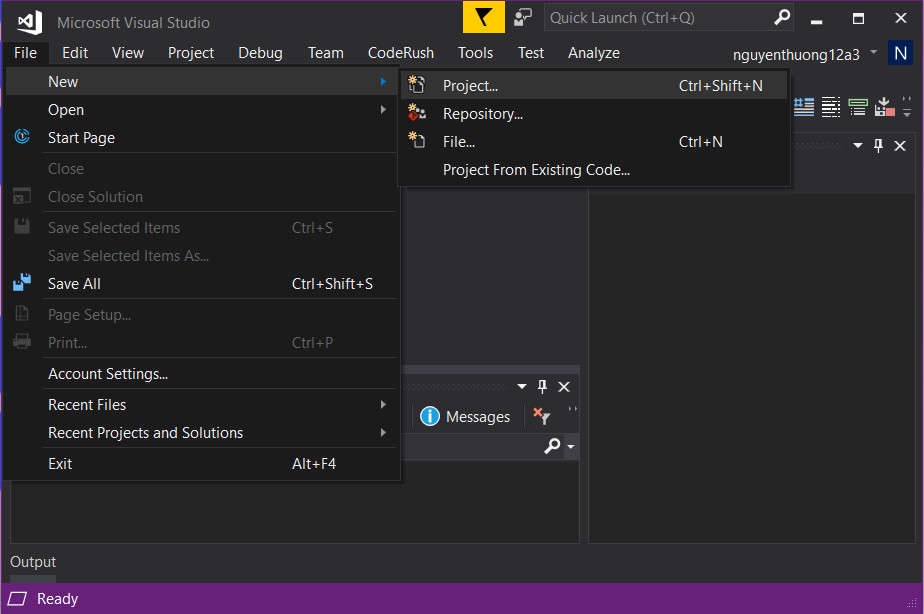 Microsoft Visual Studio
Quick Launch (Ctrl+Q)
File Edit View Project Debug Team CodeRush Tools Test Analyze nguyenthuong12a3 N
New
Project... Ctrl+Shift+N
Repository...
File... Ctrl+N
Project From Existing Code...
Open
Start Page
Close
Close Solution
Save Selected Items Ctrl+S
Save Selected Items As...
Save All Ctrl+Shift+S
Page Setup...
Print... Ctrl+P
Account Settings...
Recent Files
Recent Projects and Solutions
Exit Alt+F4
Messages
Output
Ready